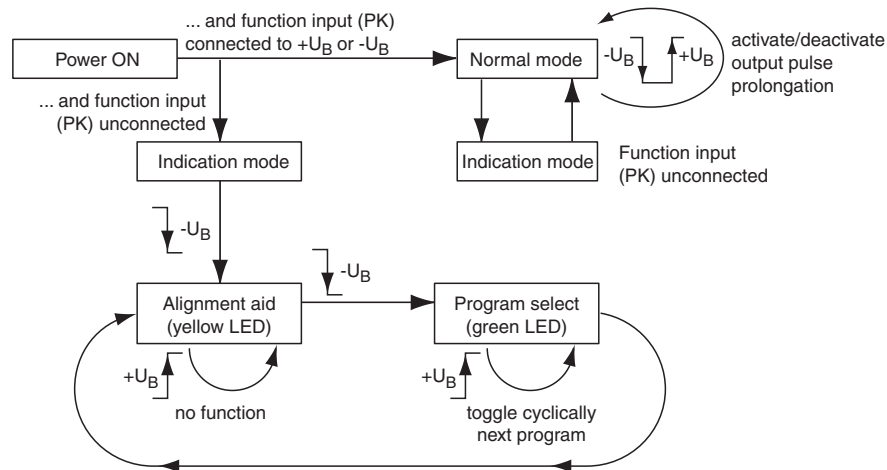 ... and function input (PK)
connected to +UB or -UB
Power ON
Normal mode
-UB
+UB
activate/deactivate
output pulse
prolongation
... and function input
(PK) unconnected
Indication mode
Indication mode
Function input
(PK) unconnected
-UB
-UB
Alignment aid
(yellow LED)
Program select
(green LED)
+UB
no function
+UB
toggle cyclically
next program